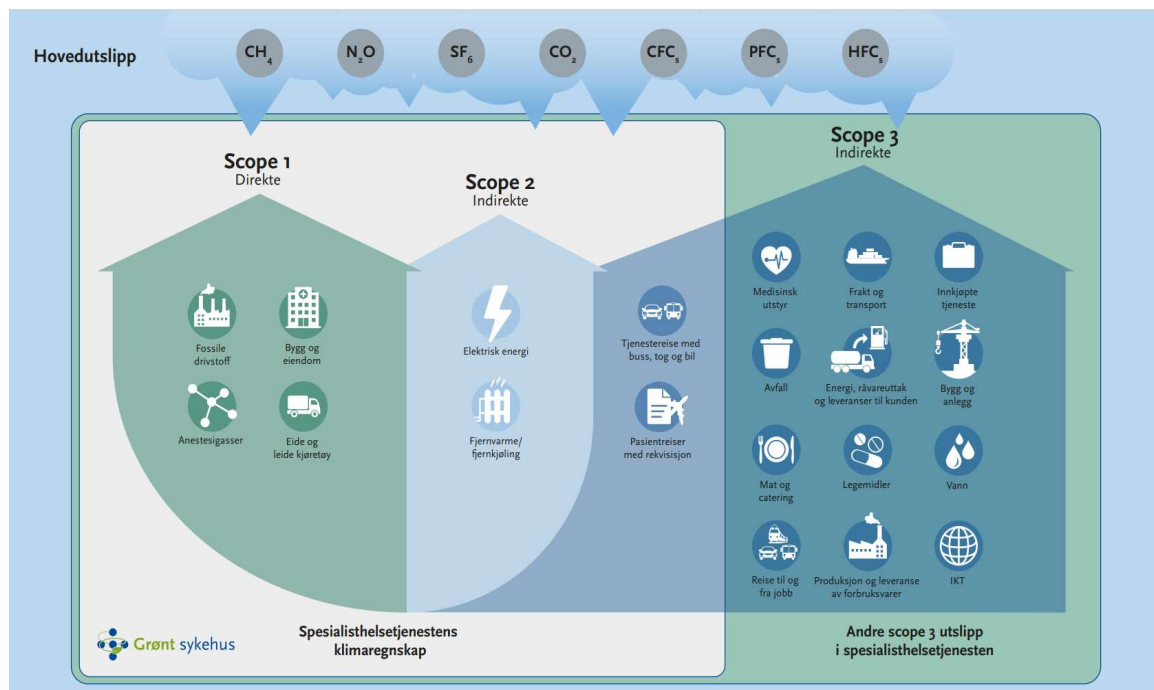 Hovedutslipp
CH4
N2O
SF6
CO2
CFCs
PFCs
HFCs
Scope 1
Direkte
Scope 2
Indirekte
Scope 3
Indirekte
Fossile
drivstoff
Bygg og
eiendom
Anestesigasser
Eide og
leide kjøretøy
Elektrisk energi
Fjernvarme/
fjernkjøling
Tjenestereise med
buss, tog og bil
Pasientreiser
med rekvisisjon
Medisinsk
utstyr
Frakt og
transport
Innkjøpte
tjeneste
Avfall
Energi, råvareuttak
og leveranser til kunden
Bygg og
anlegg
Mat og
catering
Legemidler
Vann
Reise til og
fra jobb
Produksjon og leveranse
av forbruksvarer
IKT
Grønt sykehus
Spesialisthelsetjenestens
klimaregnskap
Andre scope 3 utslipp
i spesialisthelsetjenesten